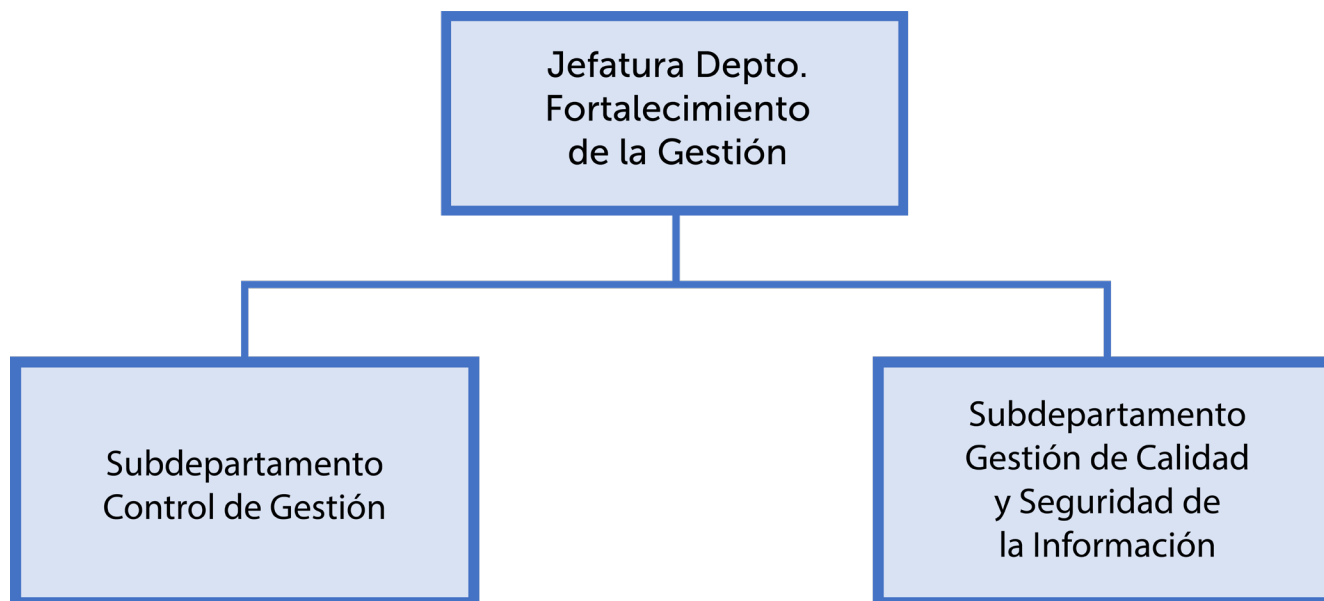 Jefatura Depto.
Fortalecimiento
de la Gestión
Subdepartamento
Control de Gestión
Subdepartamento
Gestión de Calidad
y Seguridad de
la Información